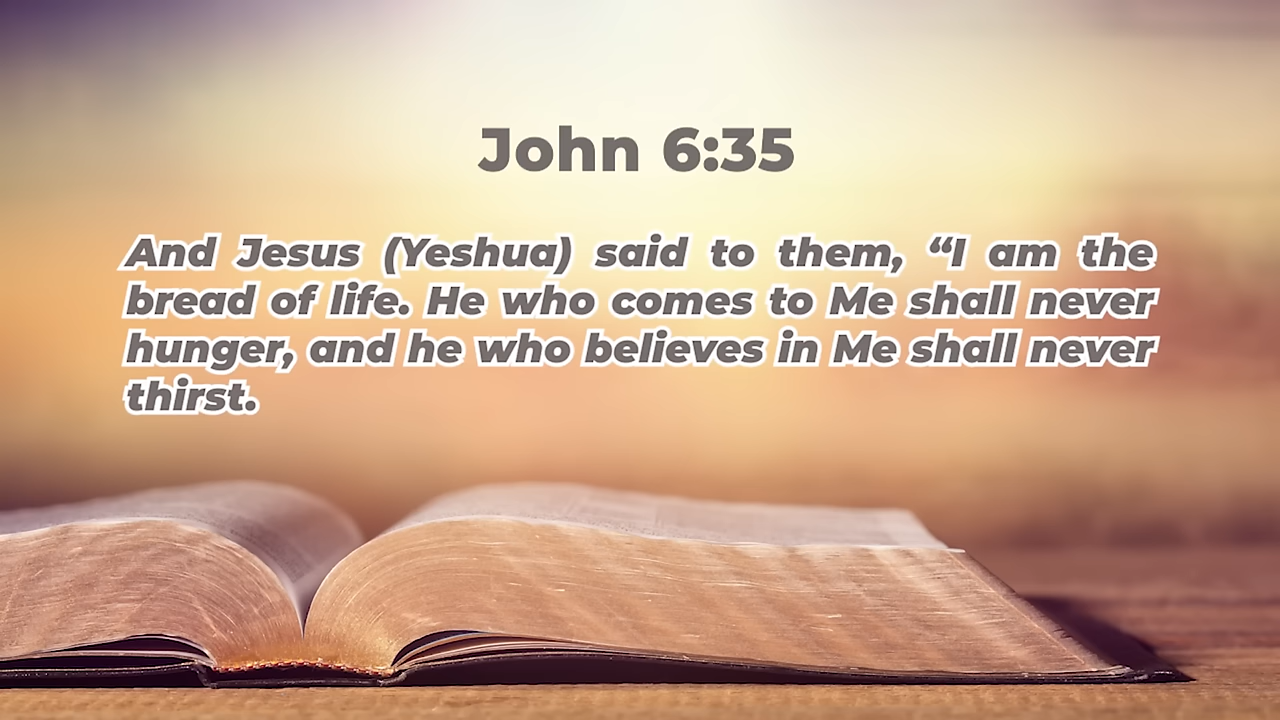 John 6:35
And Jesus (Yeshua) said to them, “I am the
bread of life. He who comes to Me shall never
hunger, and he who believes in Me shall never
thirst.